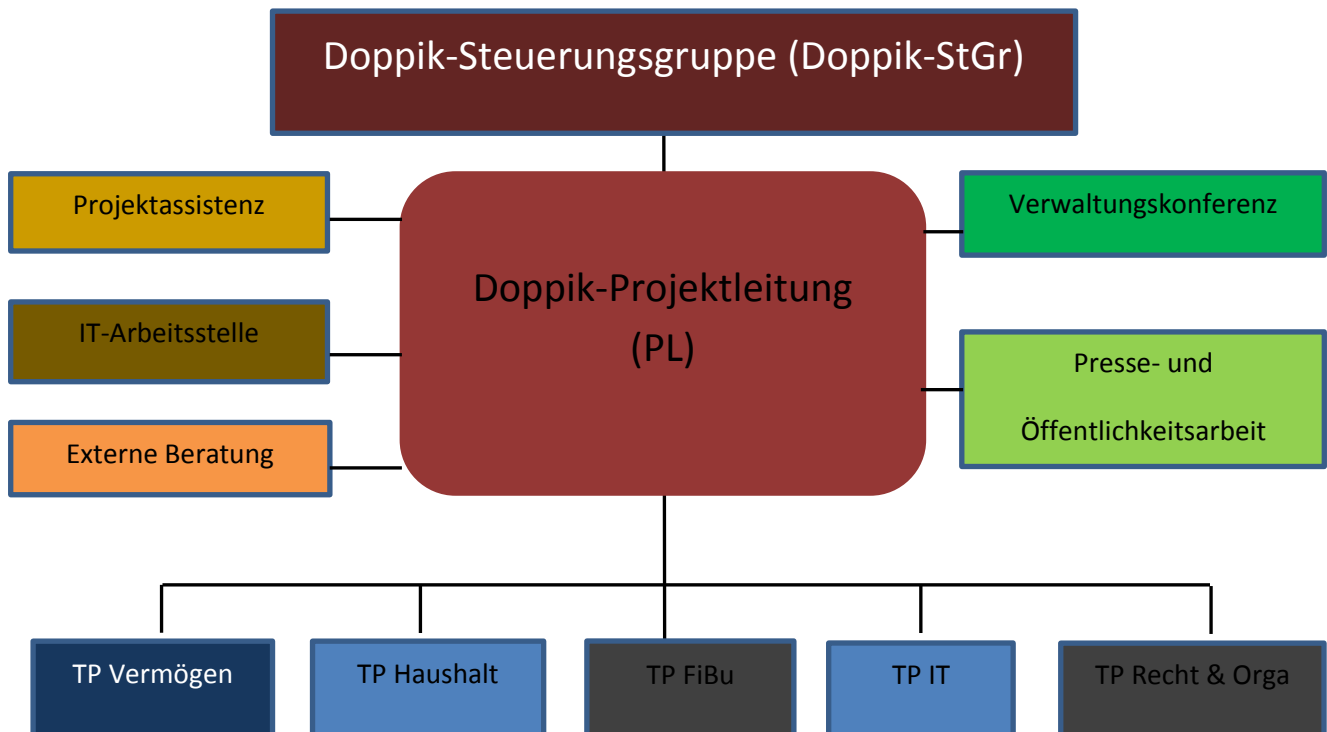 Doppik-Steuerungsgruppe (Doppik-StGr)
Projektassistenz
Verwaltungskonferenz
Doppik-Projektleitung
(PL)
IT-Arbeitsstelle
Presse- und
Öffentlichkeitsarbeit
Externe Beratung
TP Vermögen
TP Haushalt
TP FiBu
TP IT
TP Recht & Orga